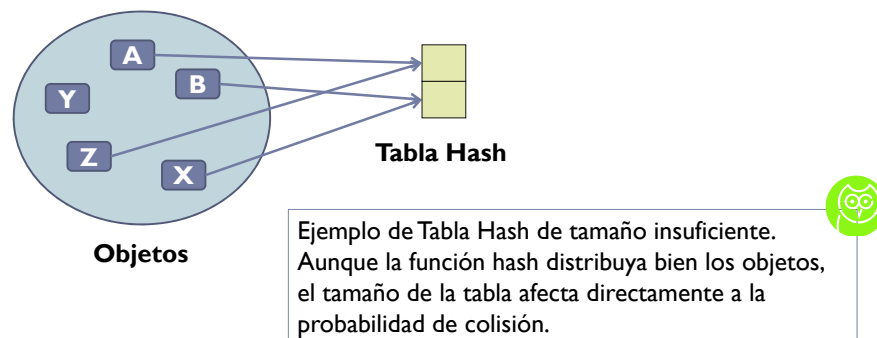 A
B
Y
Z
X
Tabla Hash
Objetos
Ejemplo de Tabla Hash de tamaño insuficiente.
Aunque la función hash distribuya bien los objetos,
el tamaño de la tabla afecta directamente a la
probabilidad de colisión.